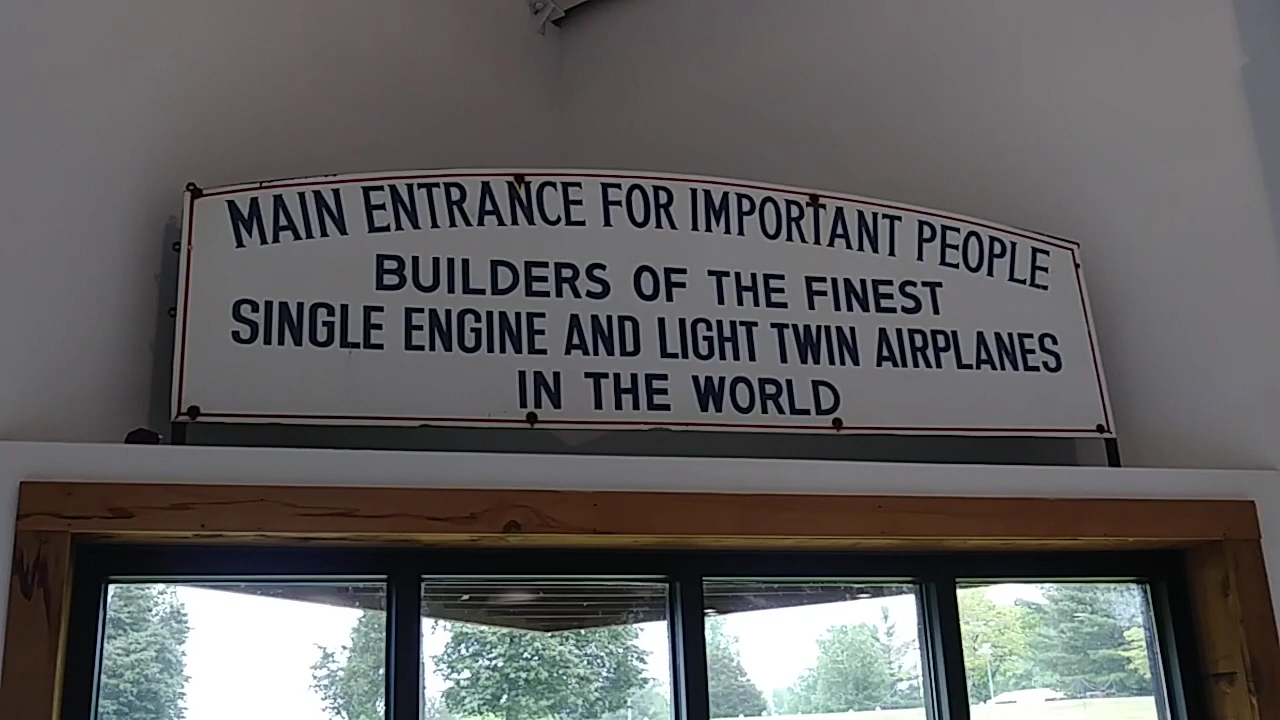 MAIN ENTRANCE FOR IMPORTANT PEOPLE
BUILDERS OF THE FINEST
SINGLE ENGINE AND LIGHT TWIN AIRPLANES
IN THE WORLD